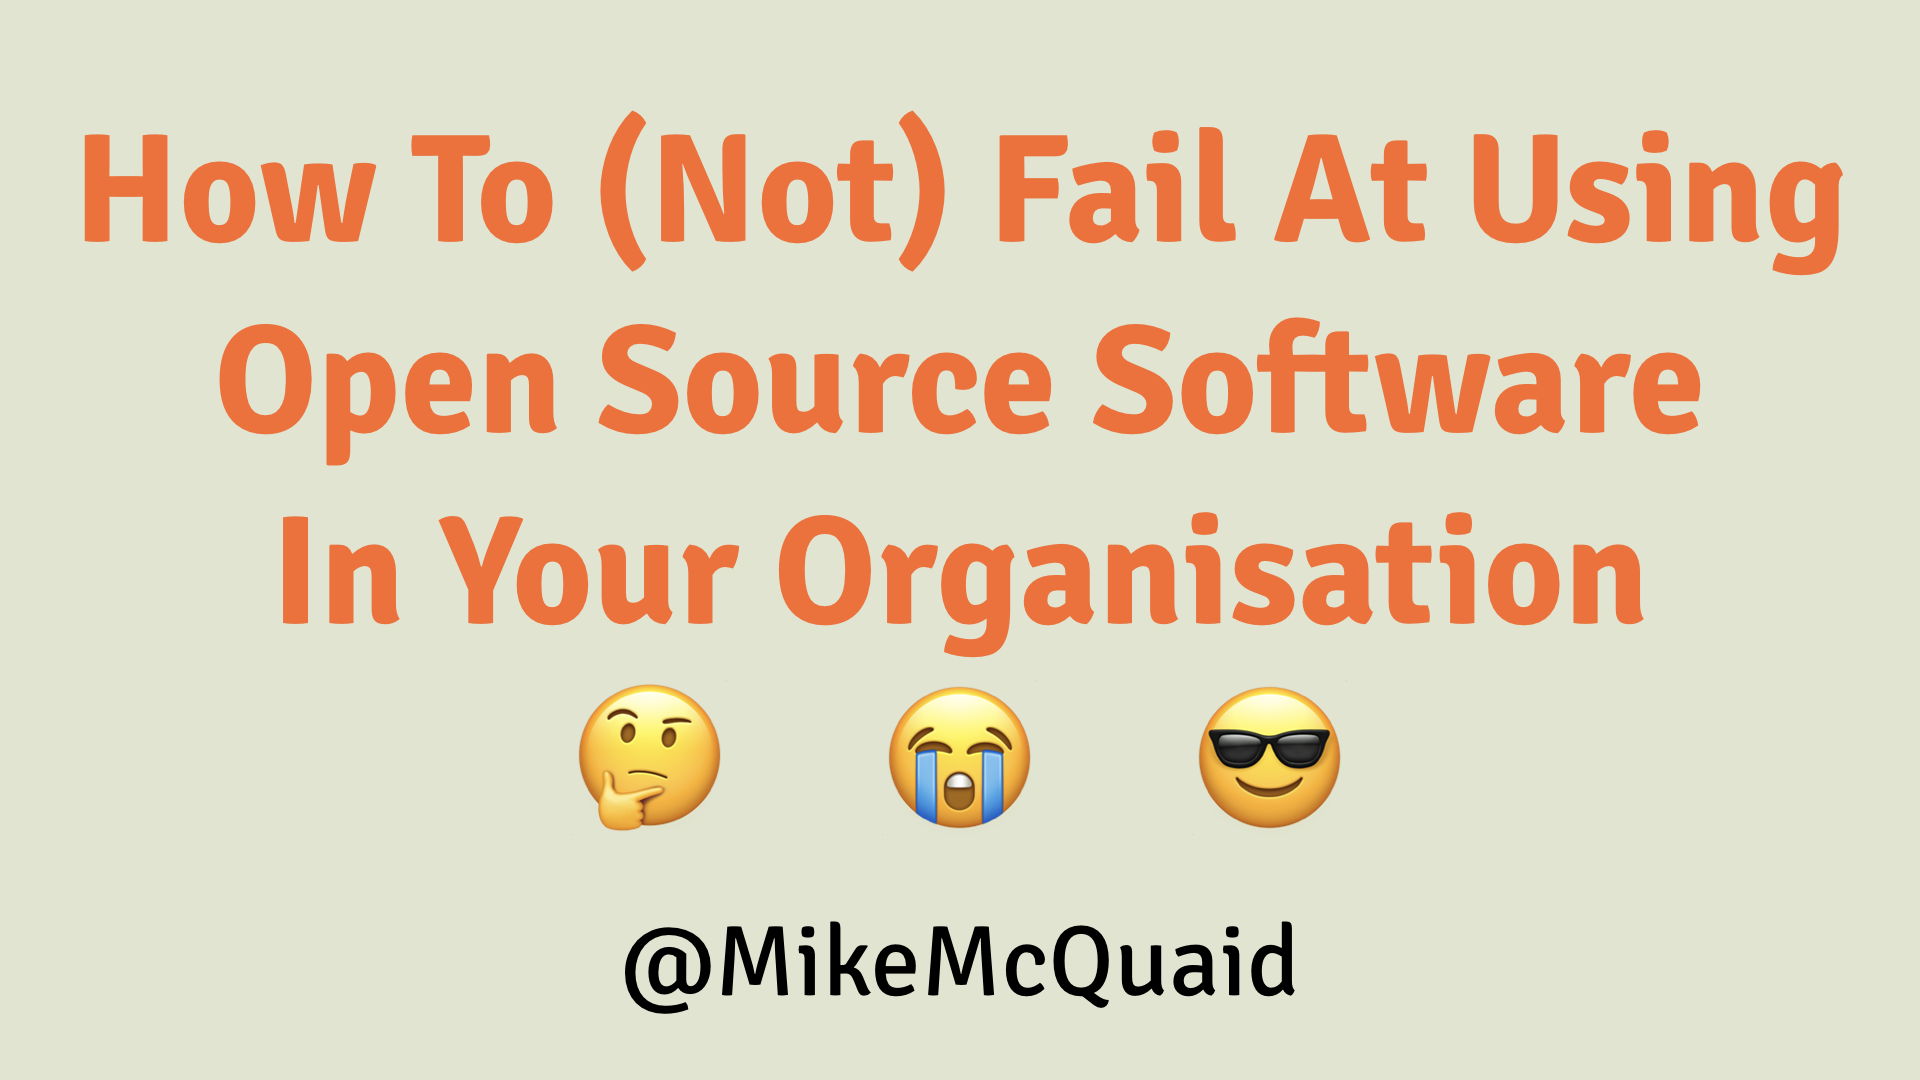 How To (Not) Fail At Using
Open Source Software
In Your Organisation
@MikeMcQuaid